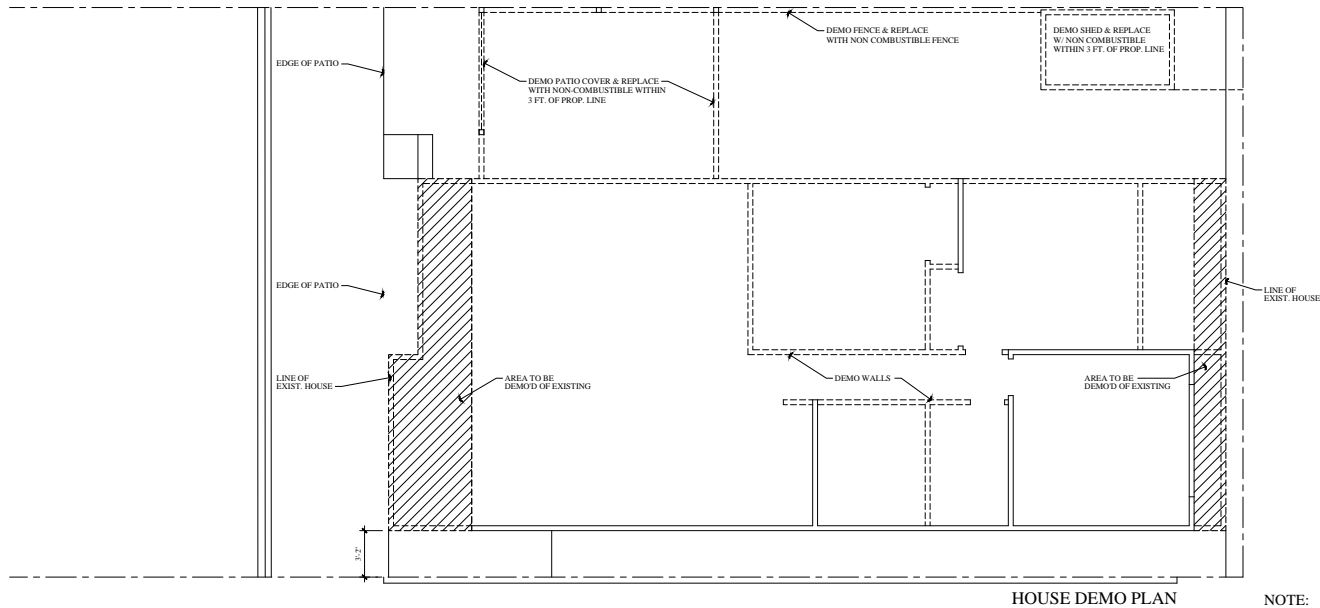 DEMO FENCE & REPLACE
WITH NON COMBUSTIBLE FENCE
DEMO SHED & REPLACE
W/ NON COMBUSTIBLE
WITHIN 3 FT. OF PROP. LINE
EDGE OF PATIO
DEMO PATIO COVER & REPLACE
WITH NON-COMBUSTIBLE WITHIN
3 FT. OF PROP. LINE
EDGE OF PATIO
LINE OF
EXIST. HOUSE
LINE OF
EXIST. HOUSE
AREA TO BE
DEMO'D OF EXISTING
DEMO WALLS
AREA TO BE
DEMO'D OF EXISTING
3'-2"
HOUSE DEMO PLAN
NOTE: